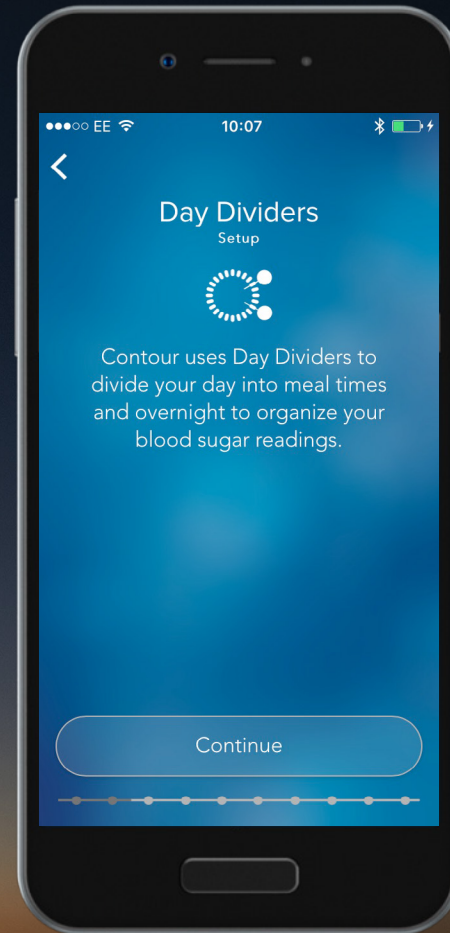 EE 10:07
Day Dividers
Setup
Contour uses Day Dividers to
divide your day into meal times
and overnight to organize your
blood sugar readings.
Continue